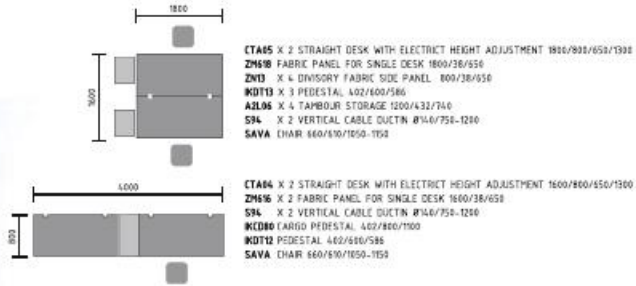 1800
1600
CTA05 X 2 STRAIGHT DESK WITH ELECTRICT HEIGHT ADJUSTMENT 1800/800/650/1300
ZM618 FABRIC PANEL FOR SINGLE DESK 1800/38/650
ZN13 X 4 DIVISORY FABRIC SIDE PANEL 800/38/650
IKDT13 X 3 PEDESTAL 402/600/586
A2L06 X 4 TAMBOUR STORAGE 1200/432/740
S94 X 2 VERTICAL CABLE DUCTIN Ø140/750-1200
SAVA CHAIR 660/610/1050-1150
4000
800
CTA04 X 2 STRAIGHT DESK WITH ELECTRICT HEIGHT ADJUSTMENT 1600/800/650/1300
ZM616 X 2 FABRIC PANEL FOR SINGLE DESK 1600/38/650
S94 X 2 VERTICAL CABLE DUCTIN Ø140/750-1200
IKCD80 CARGO PEDESTAL 402/800/1100
IKDT12 PEDESTAL 402/600/586
SAVA CHAIR 660/610/1050-1150